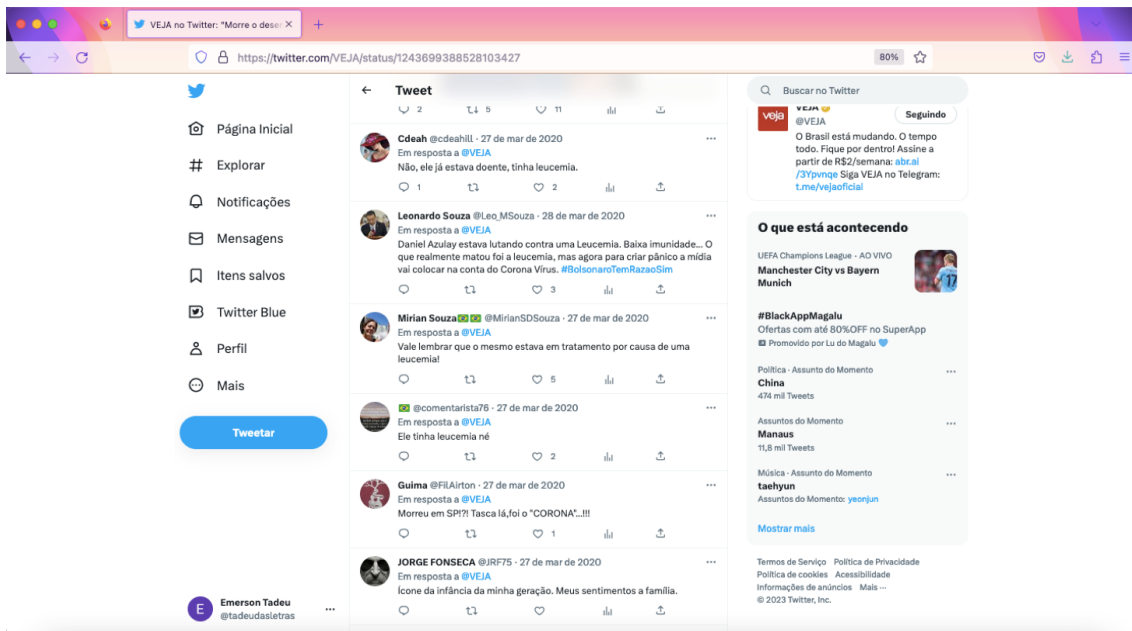 VEJA no Twitter: "Morre o deser
https://twitter.com/VEJA/status/1243699388528103427
80%
Página Inicial
Explorar
Notificações
Mensagens
Itens salvos
Twitter Blue
Perfil
Mais
Tweetar
E
Emerson Tadeu
@tadeudasletras
Tweet
2 5 11
Cdeah @cdeahill · 27 de mar de 2020
Em resposta a @VEJA
Não, ele já estava doente, tinha leucemia.
1 2
Leonardo Souza @Leo_MSouza · 28 de mar de 2020
Em resposta a @VEJA
Daniel Azulay estava lutando contra uma Leucemia. Baixa imunidade... O
que realmente matou foi a leucemia, mas agora para criar pânico a mídia
vai colocar na conta do Corona Vírus. #BolsonaroTemRazaoSim
3
Mirian Souza @MirianSDSouza · 27 de mar de 2020
Em resposta a @VEJA
Vale lembrar que o mesmo estava em tratamento por causa de uma
leucemia!
5
@comentarista76 · 27 de mar de 2020
Em resposta a @VEJA
Ele tinha leucemia né
2
Guima @FilAirton · 27 de mar de 2020
Em resposta a @VEJA
Morreu em SP!?! Tasca lá,foi o "CORONA"...!!!
1
JORGE FONSECA @JRF75 · 27 de mar de 2020
Em resposta a @VEJA
Ícone da infância da minha geração. Meus sentimentos a família.
Buscar no Twitter
veja
VEJA
@VEJA
Seguindo
O Brasil está mudando. O tempo
todo. Fique por dentro! Assine a
partir de R$2/semana: abr.ai
/3Ypvnqe Siga VEJA no Telegram:
t.me/vejaoficial
O que está acontecendo
UEFA Champions League · AO VIVO
Manchester City vs Bayern
Munich
17
#BlackAppMagalu
Ofertas com até 80%OFF no SuperApp
Promovido por Lu do Magalu
Política · Assunto do Momento
China
474 mil Tweets
Assuntos do Momento
Manaus
11,8 mil Tweets
Música · Assunto do Momento
taehyun
Assuntos do Momento: yeonjun
Mostrar mais
Termos de Serviço Política de Privacidade
Política de cookies Acessibilidade
Informações de anúncios Mais ···
© 2023 Twitter, Inc.